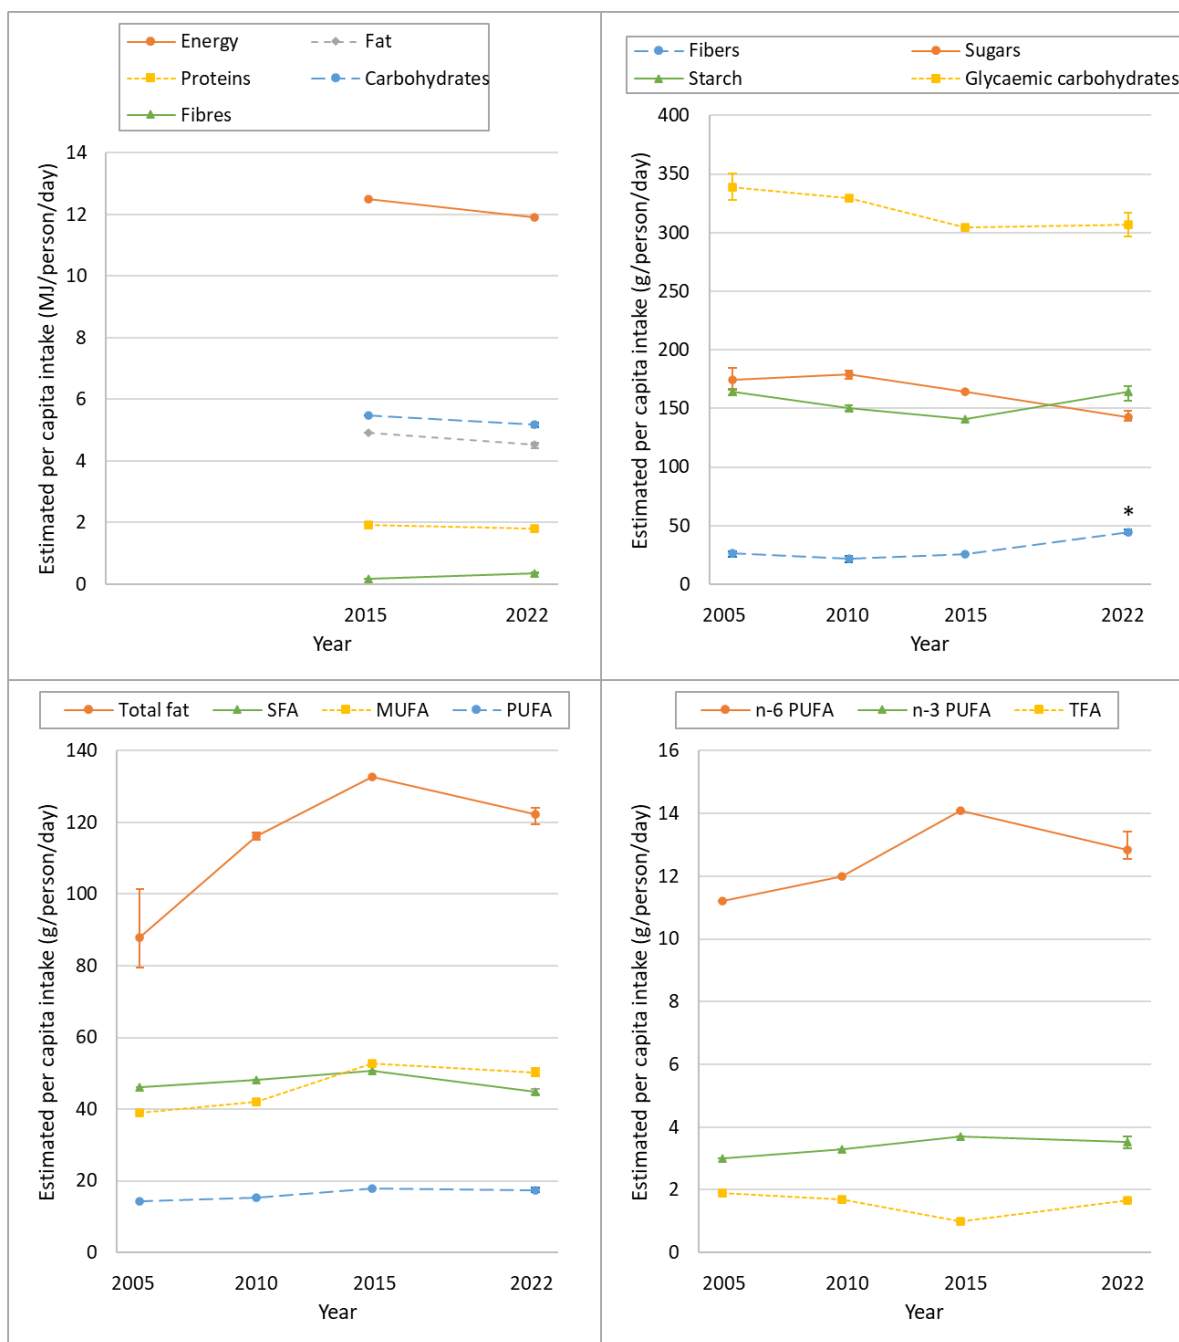 Energy Fat
Proteins Carbohydrates
Fibres
Estimated per capita intake (MJ/person/day)
14
12
10
8
6
4
2
0
2015 2022
Year
Fibers Sugars
Starch Glycaemic carbohydrates
Estimated per capita intake (g/person/day)
400
350
300
250
200
150
100
50
0
*
2005 2010 2015 2022
Year
Total fat SFA MUFA PUFA
Estimated per capita intake (g/person/day)
140
120
100
80
60
40
20
0
2005 2010 2015 2022
Year
n-6 PUFA n-3 PUFA TFA
Estimated per capita intake (g/person/day)
16
14
12
10
8
6
4
2
0
2005 2010 2015 2022
Year